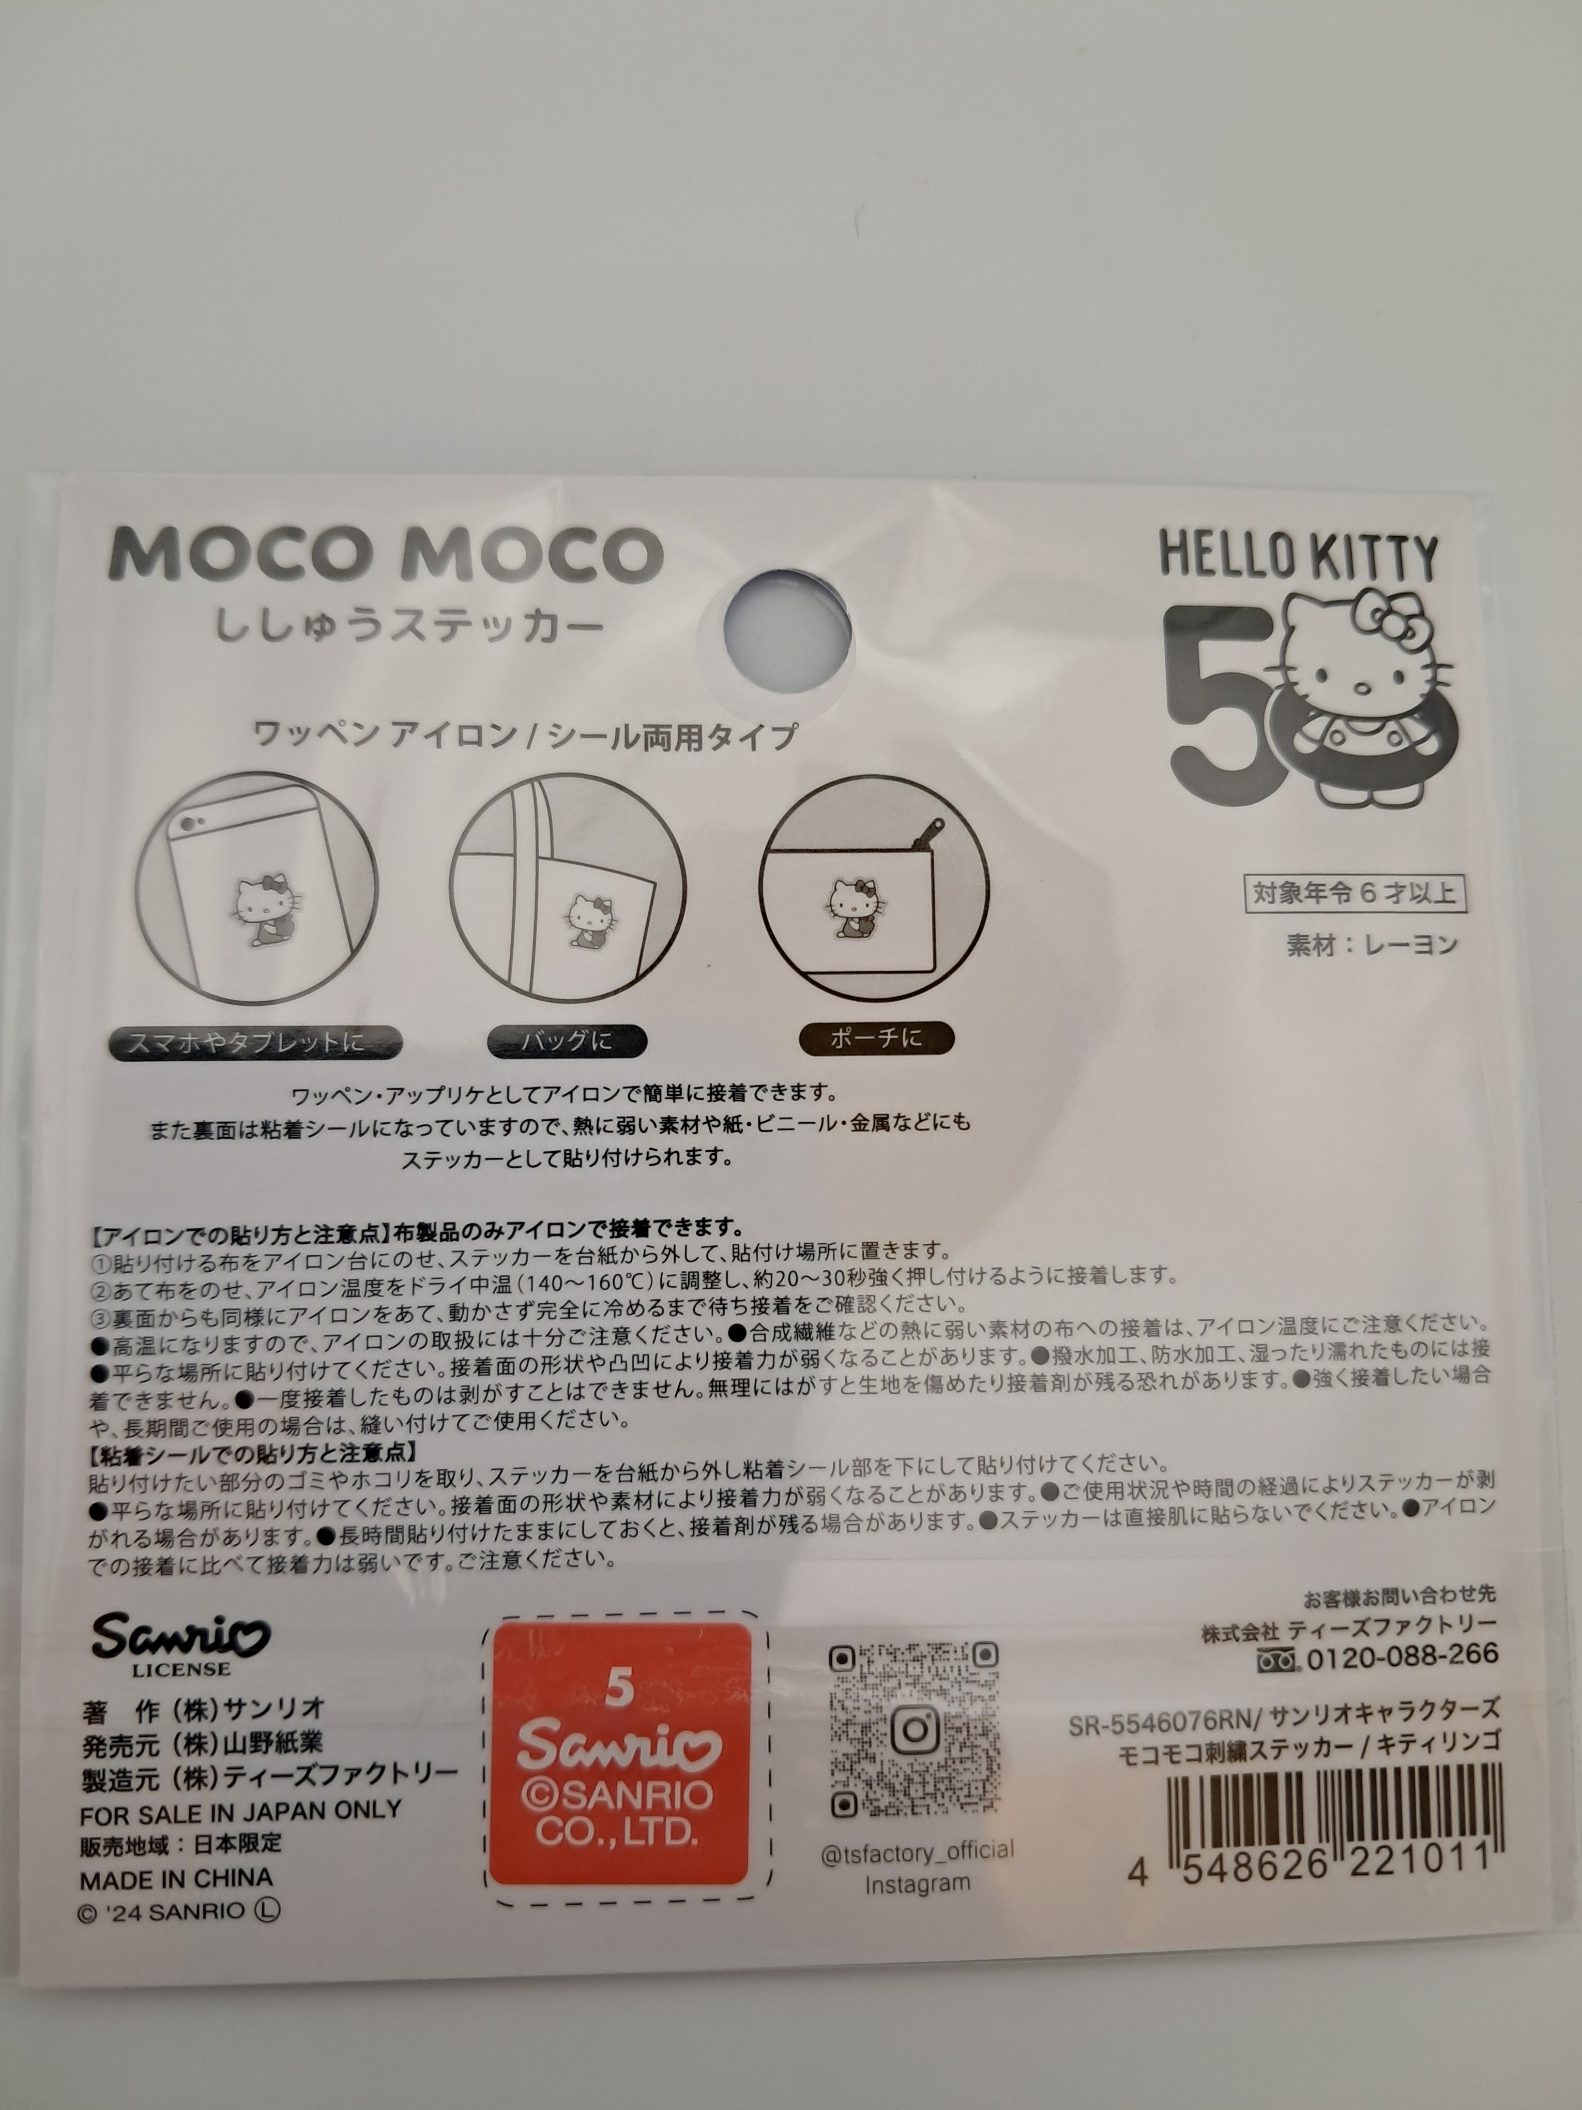 MOCO MOCO
ししゅうステッカー
HELLO KITTY
50
ワッペン アイロン / シール両用タイプ
対象年令6才以上
素材：レーヨン
スマホやタブレットに
バッグに
ポーチに
ワッペン・アップリケとしてアイロンで簡単に接着できます。
また裏面は粘着シールになっていますので、熱に弱い素材や紙・ビニール・金属などにも
ステッカーとして貼り付けられます。
【アイロンでの貼り方と注意点】布製品のみアイロンで接着できます。
①貼り付ける布をアイロン台にのせ、ステッカーを台紙から外して、貼付け場所に置きます。
②あて布をのせ、アイロン温度をドライ中温（140〜160℃）に調整し、約20〜30秒強く押し付けるように接着します。
③裏面からも同様にアイロンをあて、動かさず完全に冷めるまで待ち接着をご確認ください。
●高温になりますので、アイロンの取扱には十分ご注意ください。●合成繊維などの熱に弱い素材の布への接着は、アイロン温度にご注意ください。
●平らな場所に貼り付けてください。接着面の形状や凸凹により接着力が弱くなることがあります。●撥水加工、防水加工、湿ったり濡れたものには接
着できません。●一度接着したものは剥がすことはできません。無理にはがすと生地を傷めたり接着剤が残る恐れがあります。●強く接着したい場合
や、長期間ご使用の場合は、縫い付けてご使用ください。
【粘着シールでの貼り方と注意点】
貼り付けたい部分のゴミやホコリを取り、ステッカーを台紙から外し粘着シール部を下にして貼り付けてください。
●平らな場所に貼り付けてください。接着面の形状や素材により接着力が弱くなることがあります。●ご使用状況や時間の経過によりステッカーが剥
がれる場合があります。●長時間貼り付けたままにしておくと、接着剤が残る場合があります。●ステッカーは直接肌に貼らないでください。●アイロン
での接着に比べて接着力は弱いです。ご注意ください。
Sanrio
LICENSE
著　作（株）サンリオ
発売元（株）山野紙業
製造元（株）ティーズファクトリー
FOR SALE IN JAPAN ONLY
販売地域：日本限定
MADE IN CHINA
© '24 SANRIO Ⓛ
5
Sanrio
©SANRIO
CO.,LTD.
@tsfactory_official
Instagram
お客様お問い合わせ先
株式会社 ティーズファクトリー
0120-088-266
SR-5546076RN/ サンリオキャラクターズ
モコモコ刺繍ステッカー / キティリンゴ
4 548626 221011